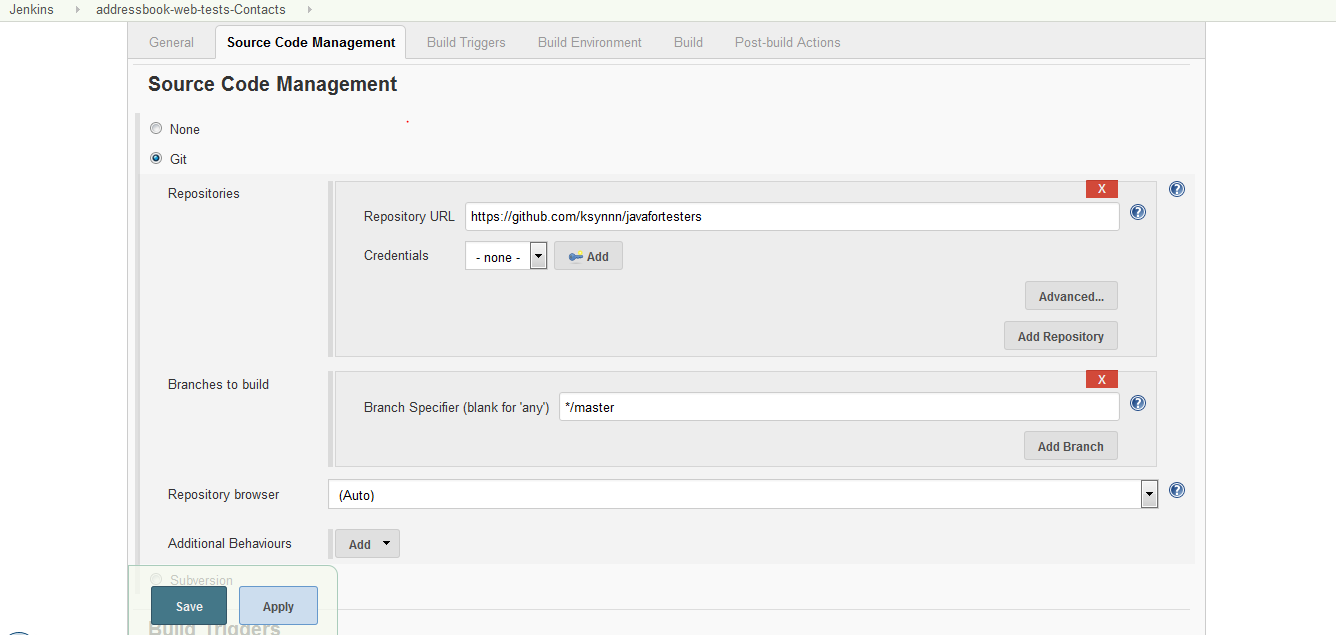 Jenkins addressbook-web-tests-Contacts
General Source Code Management Build Triggers Build Environment Build Post-build Actions
Source Code Management
None
Git
Repositories
X
Repository URL https://github.com/ksynnn/javafortesters
Credentials - none - Add
Advanced...
Add Repository
Branches to build
X
Branch Specifier (blank for 'any') */master
Add Branch
Repository browser (Auto)
Additional Behaviours Add
Subversion
Save Apply
Build Triggers